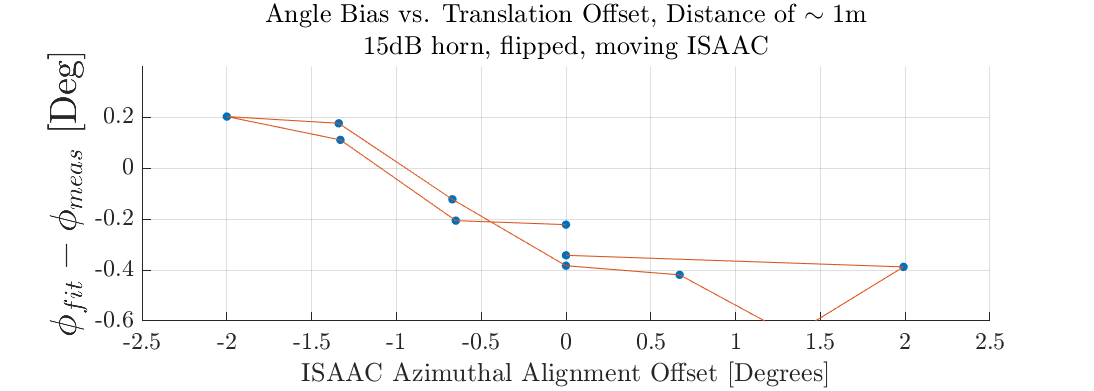 Angle Bias vs. Translation Offset, Distance of ∼ 1m
15dB horn, flipped, moving ISAAC
ϕ_fit − ϕ_meas [Deg]
0.2
0
-0.2
-0.4
-0.6
-2.5 -2 -1.5 -1 -0.5 0 0.5 1 1.5 2 2.5
ISAAC Azimuthal Alignment Offset [Degrees]